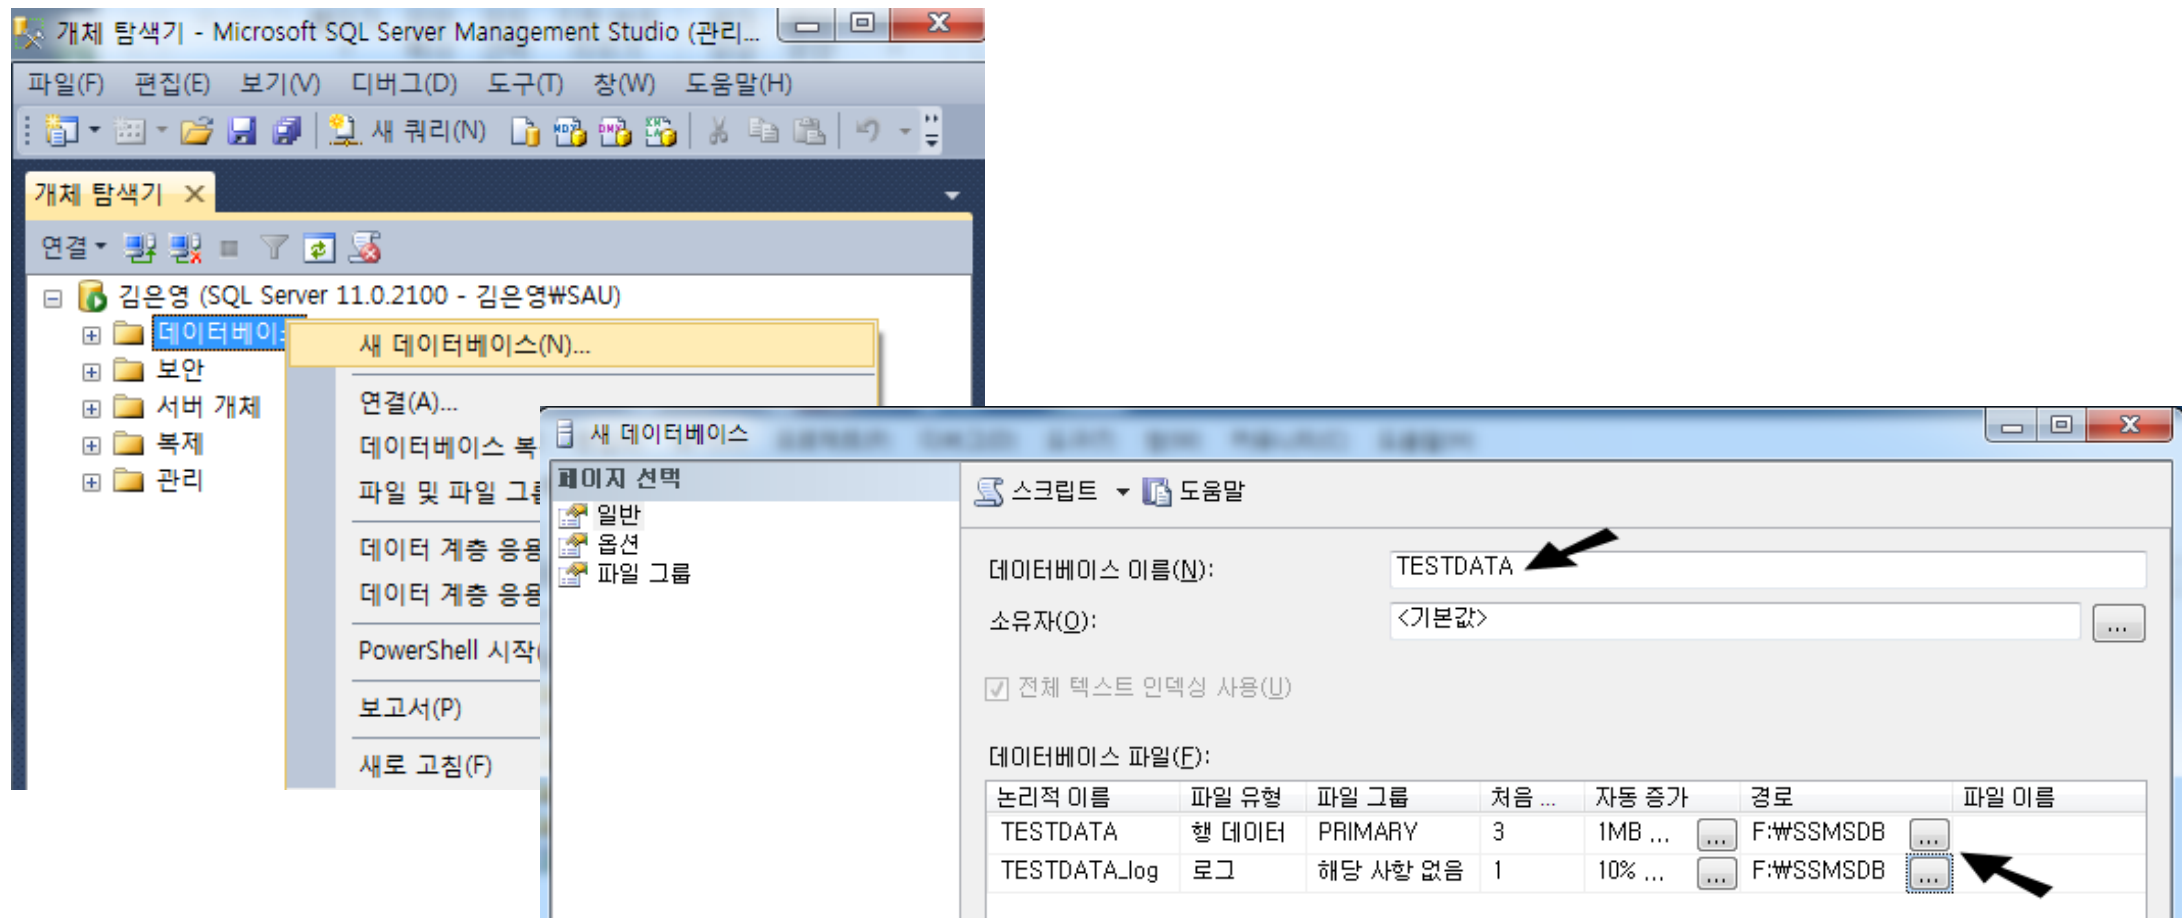 개체 탐색기 - Microsoft SQL Server Management Studio (관리...
파일(F) 편집(E) 보기(V) 디버그(D) 도구(T) 창(W) 도움말(H)
새 쿼리(N)
개체 탐색기
연결
김은영 (SQL Server 11.0.2100 - 김은영₩SAU)
데이터베이스
보안
서버 개체
복제
관리
새 데이터베이스(N)...
연결(A)...
데이터베이스 복
파일 및 파일 그룹
데이터 계층 응용
데이터 계층 응용
PowerShell 시작(
보고서(P)
새로 고침(F)
새 데이터베이스
페이지 선택
일반
옵션
파일 그룹
스크립트 도움말
데이터베이스 이름(N): TESTDATA
소유자(O): <기본값> ...
전체 텍스트 인덱싱 사용(U)
데이터베이스 파일(F):
논리적 이름 파일 유형 파일 그룹 처음 ... 자동 증가 경로 파일 이름
TESTDATA 행 데이터 PRIMARY 3 1MB ... ... F:₩SSMSDB ...
TESTDATA_log 로그 해당 사항 없음 1 10% ... ... F:₩SSMSDB ...